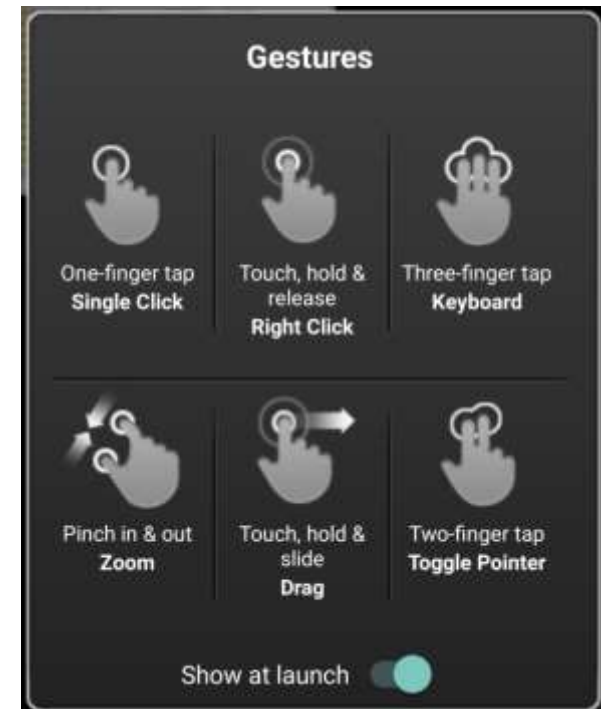 Gestures
One-finger tap
Single Click
Touch, hold &
release
Right Click
Three-finger tap
Keyboard
Pinch in & out
Zoom
Touch, hold &
slide
Drag
Two-finger tap
Toggle Pointer
Show at launch